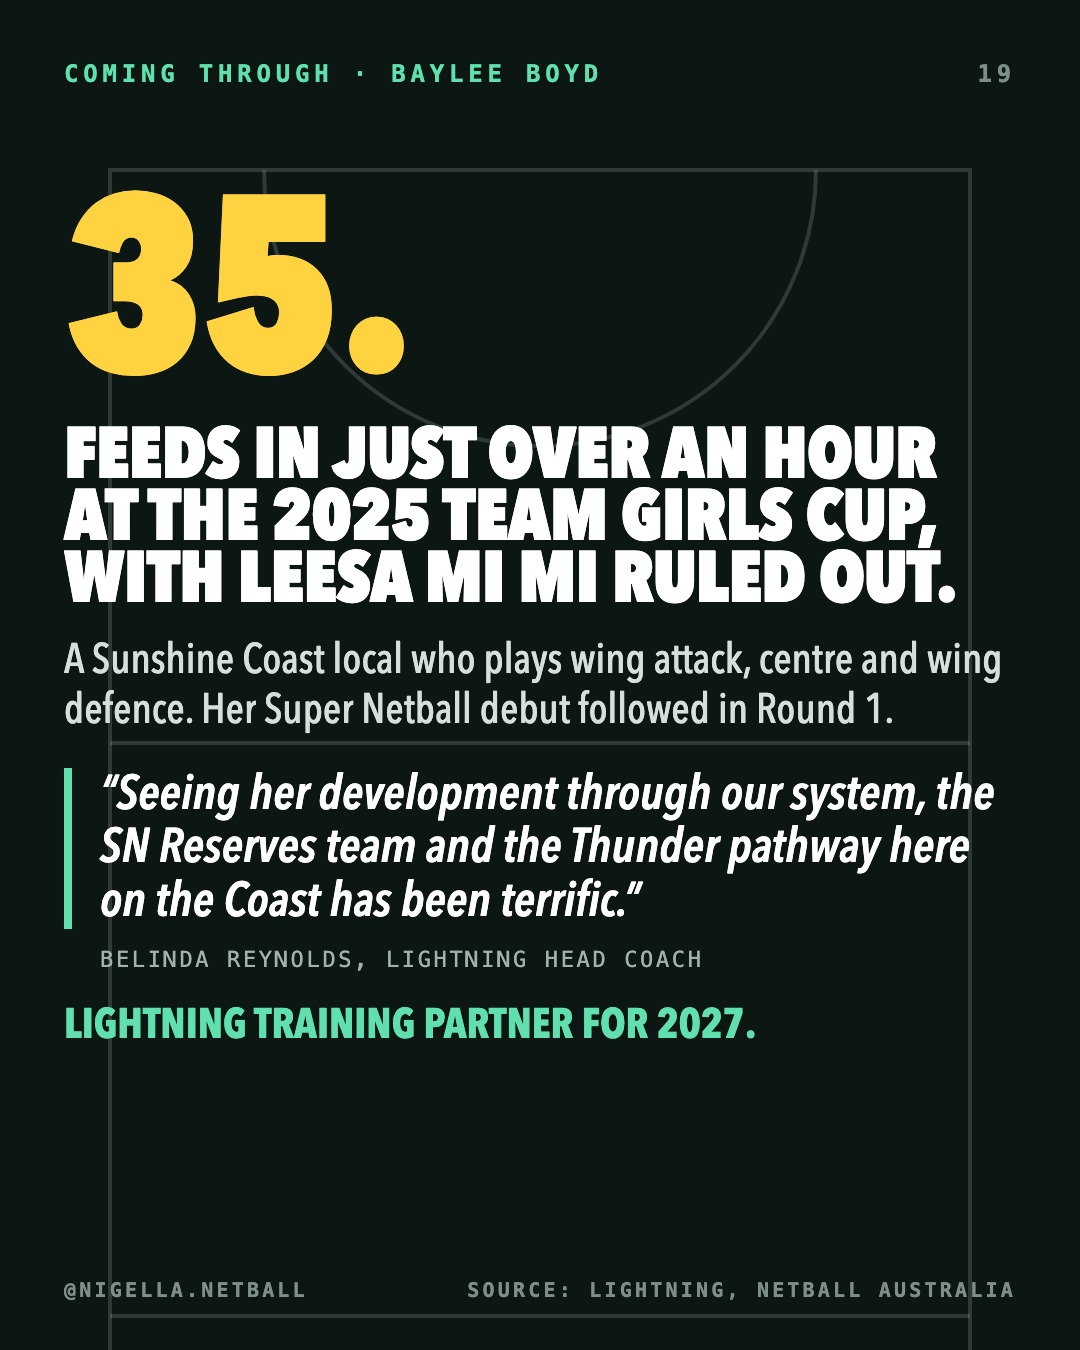 COMING THROUGH · BAYLEE BOYD
19
35.
FEEDS IN JUST OVER AN HOUR
AT THE 2025 TEAM GIRLS CUP,
WITH LEESA MI MI RULED OUT.
A Sunshine Coast local who plays wing attack, centre and wing
defence. Her Super Netball debut followed in Round 1.
“Seeing her development through our system, the
SN Reserves team and the Thunder pathway here
on the Coast has been terrific.”
BELINDA REYNOLDS, LIGHTNING HEAD COACH
LIGHTNING TRAINING PARTNER FOR 2027.
@NIGELLA.NETBALL
SOURCE: LIGHTNING, NETBALL AUSTRALIA